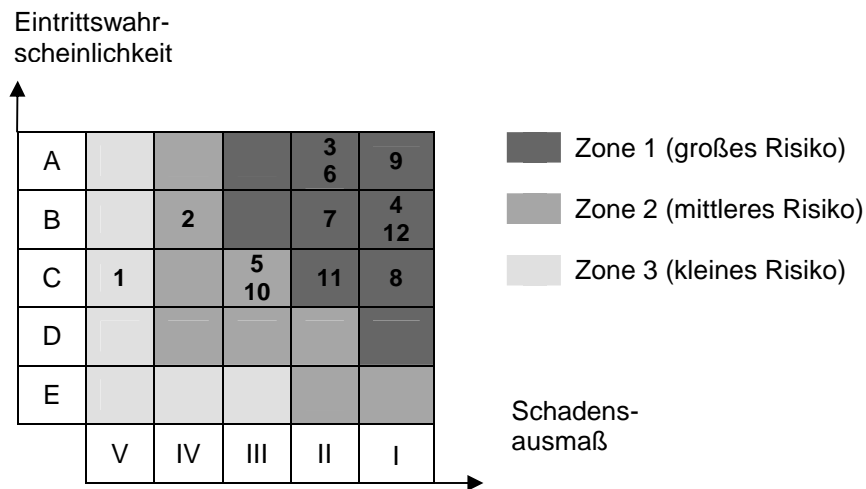 Eintrittswahr-
scheinlichkeit
A
3
6
9
B
2
7
4
12
C
1
5
10
11
8
D
E
V IV III II I
Zone 1 (großes Risiko)
Zone 2 (mittleres Risiko)
Zone 3 (kleines Risiko)
Schadens-
ausmaß